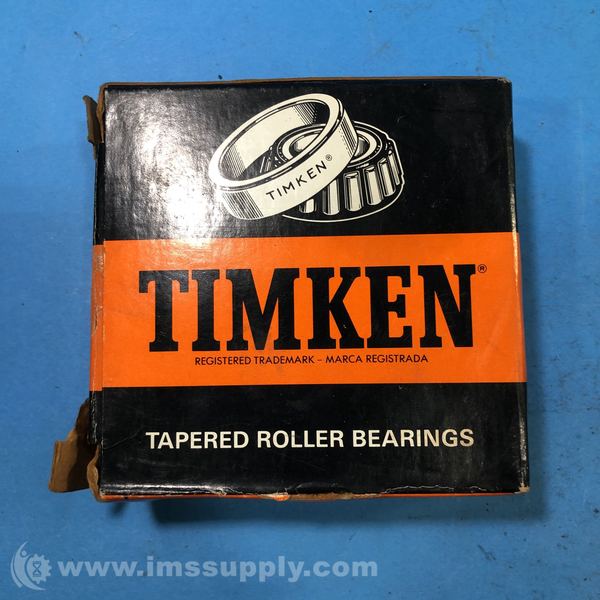 TIMKEN®
TIMKEN®
REGISTERED TRADEMARK – MARCA REGISTRADA
TAPERED ROLLER BEARINGS
www.imssupply.com